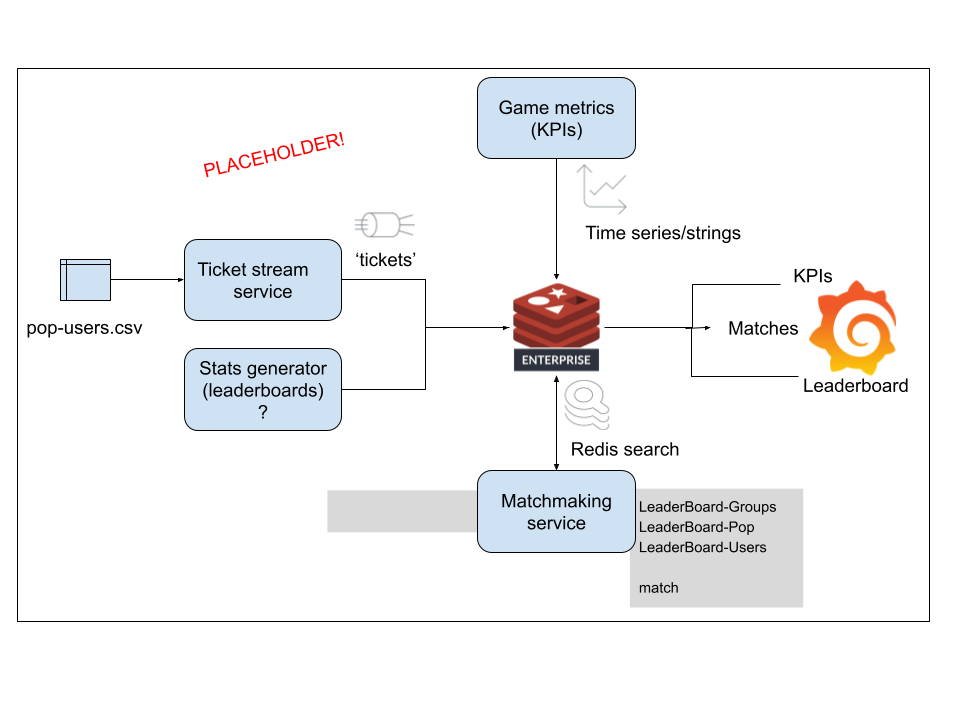 Game metrics
(KPIs)
PLACEHOLDER!
Time series/strings
‘tickets’
Ticket stream
service
pop-users.csv
KPIs
Matches
Leaderboard
ENTERPRISE
Stats generator
(leaderboards)
?
Redis search
Matchmaking
service
LeaderBoard-Groups
LeaderBoard-Pop
LeaderBoard-Users
match